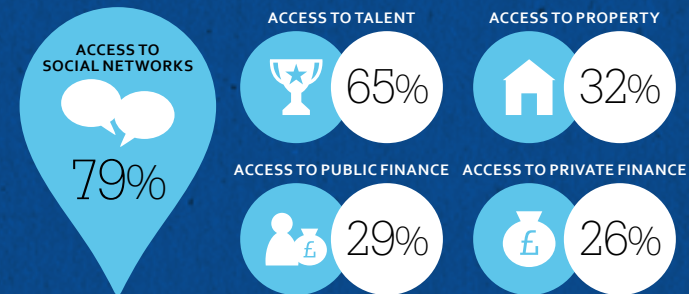 ACCESS TO
SOCIAL NETWORKS
79%
ACCESS TO TALENT
65%
ACCESS TO PROPERTY
32%
ACCESS TO PUBLIC FINANCE
£
29%
ACCESS TO PRIVATE FINANCE
£
26%